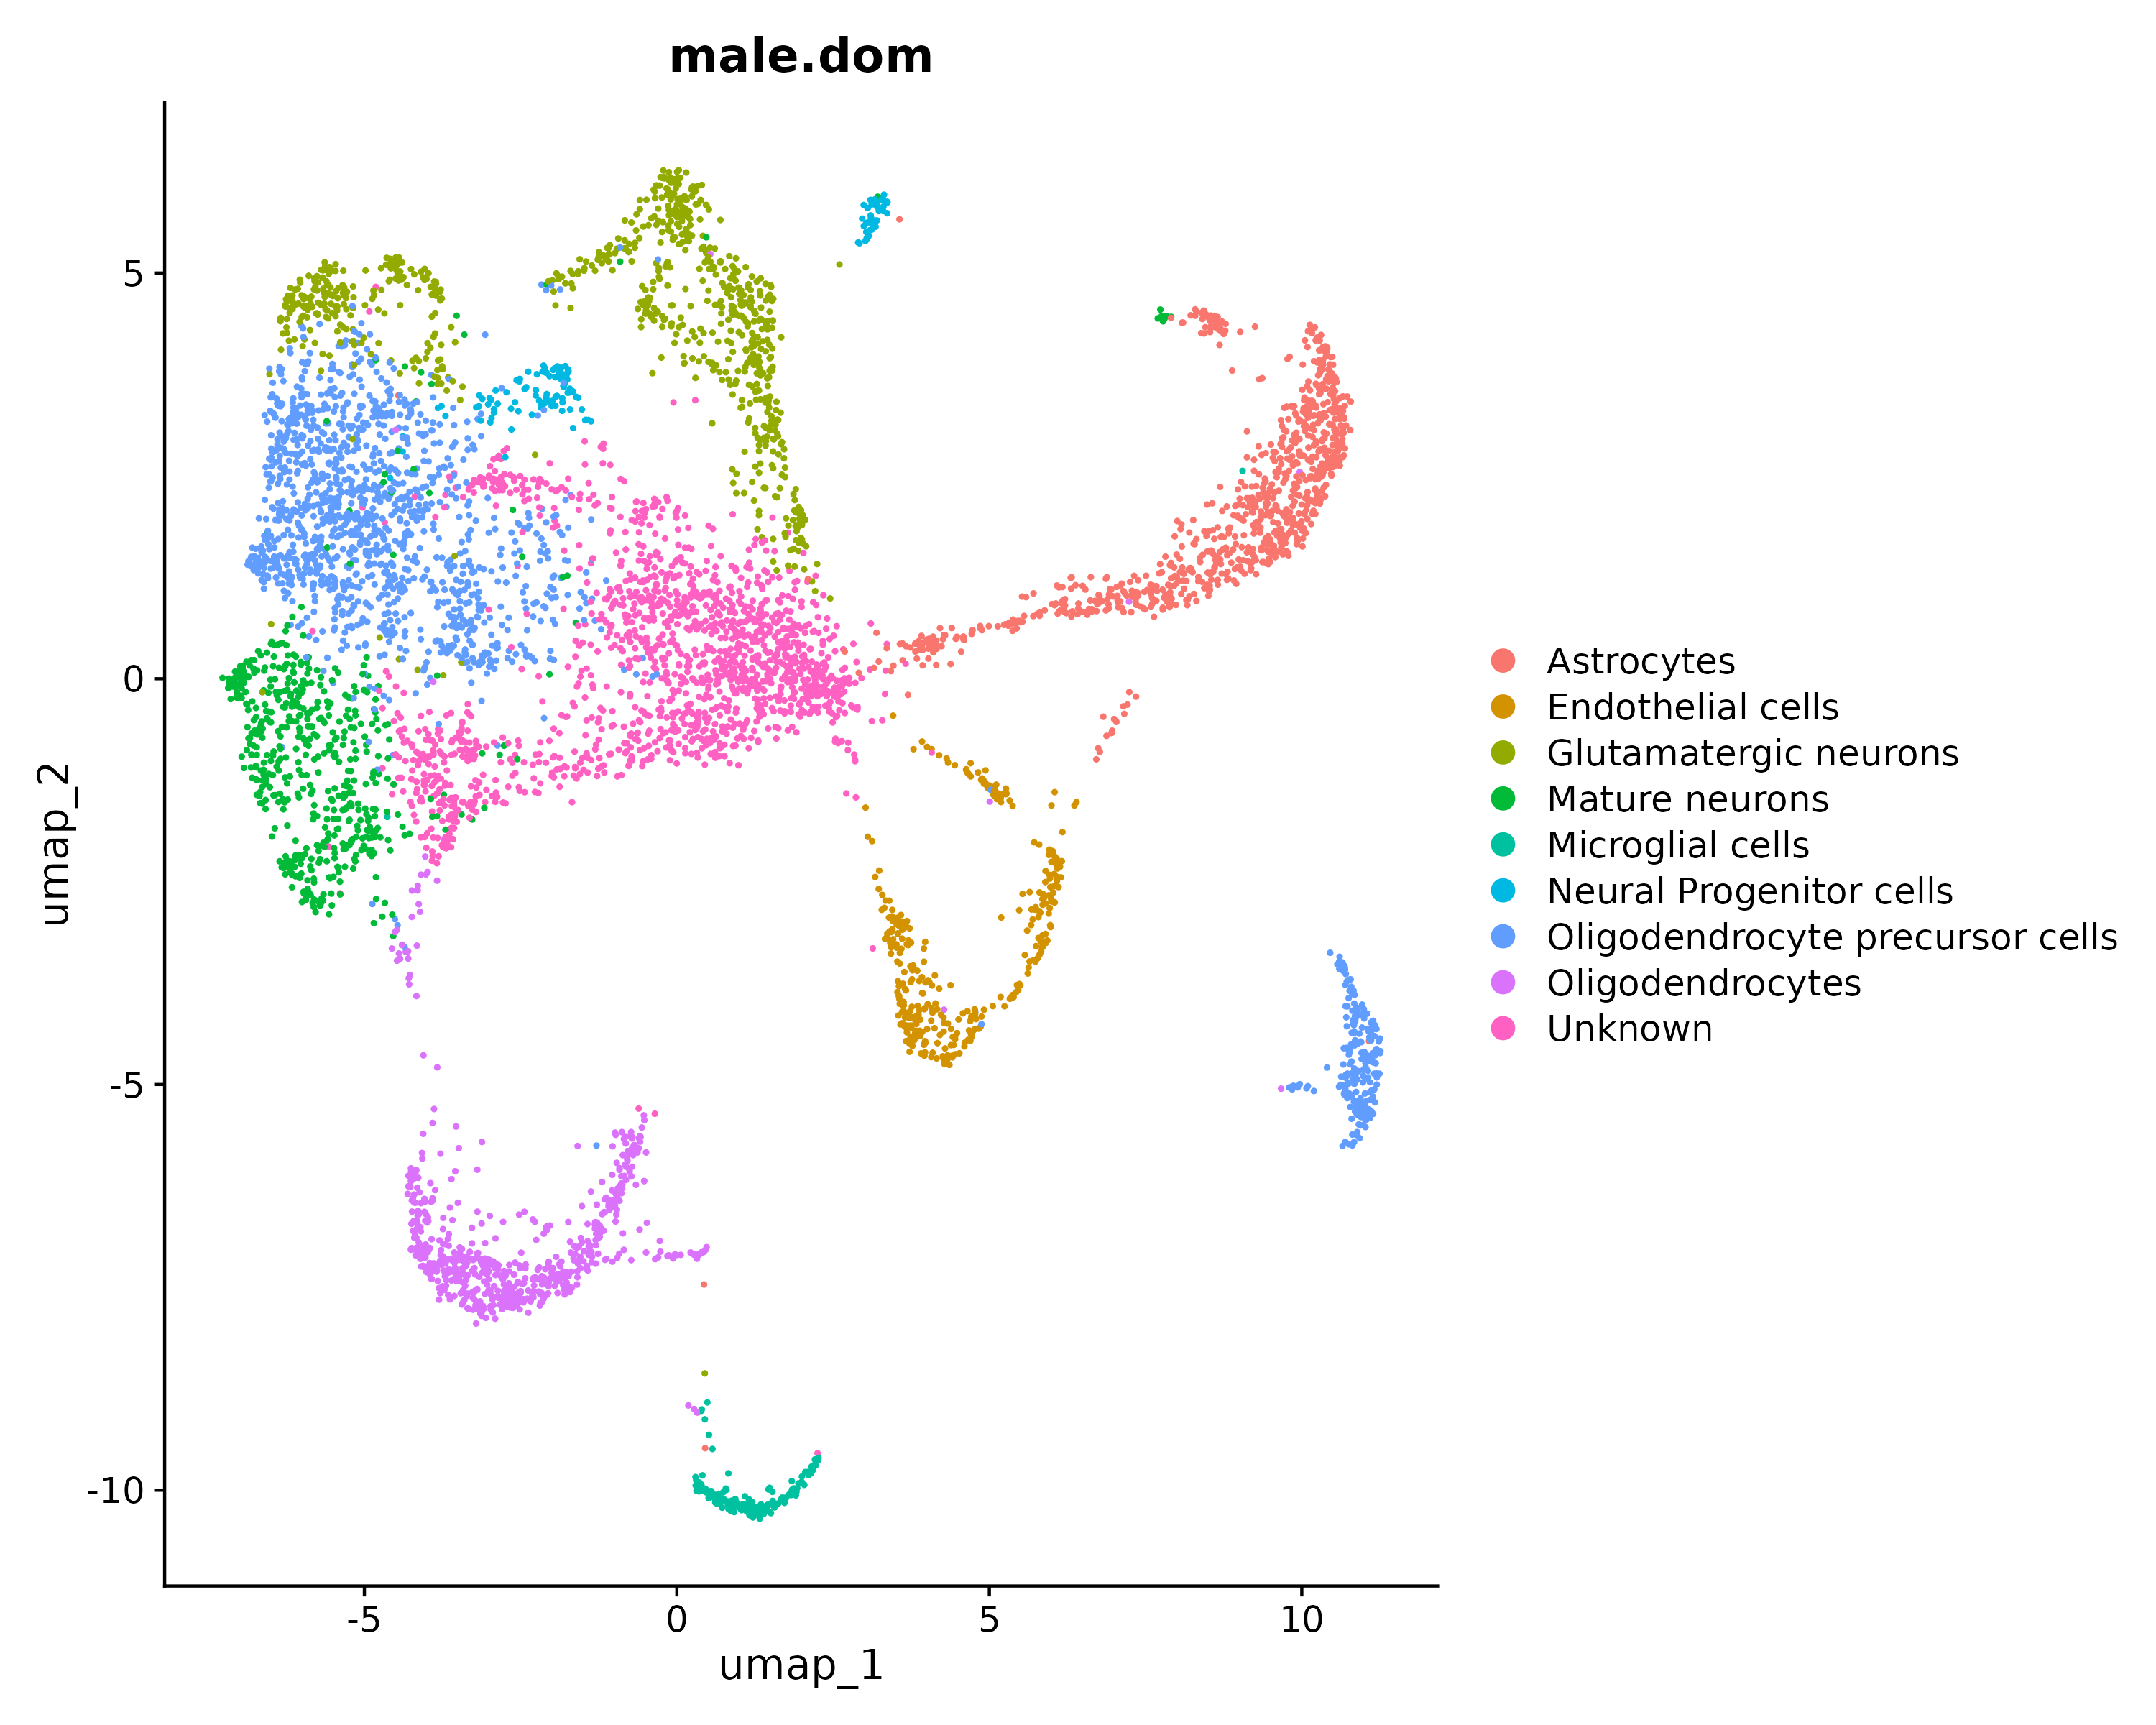 male.dom
5
0
-5
-10
umap_2
-5
0
5
10
umap_1
Astrocytes
Endothelial cells
Glutamatergic neurons
Mature neurons
Microglial cells
Neural Progenitor cells
Oligodendrocyte precursor cells
Oligodendrocytes
Unknown